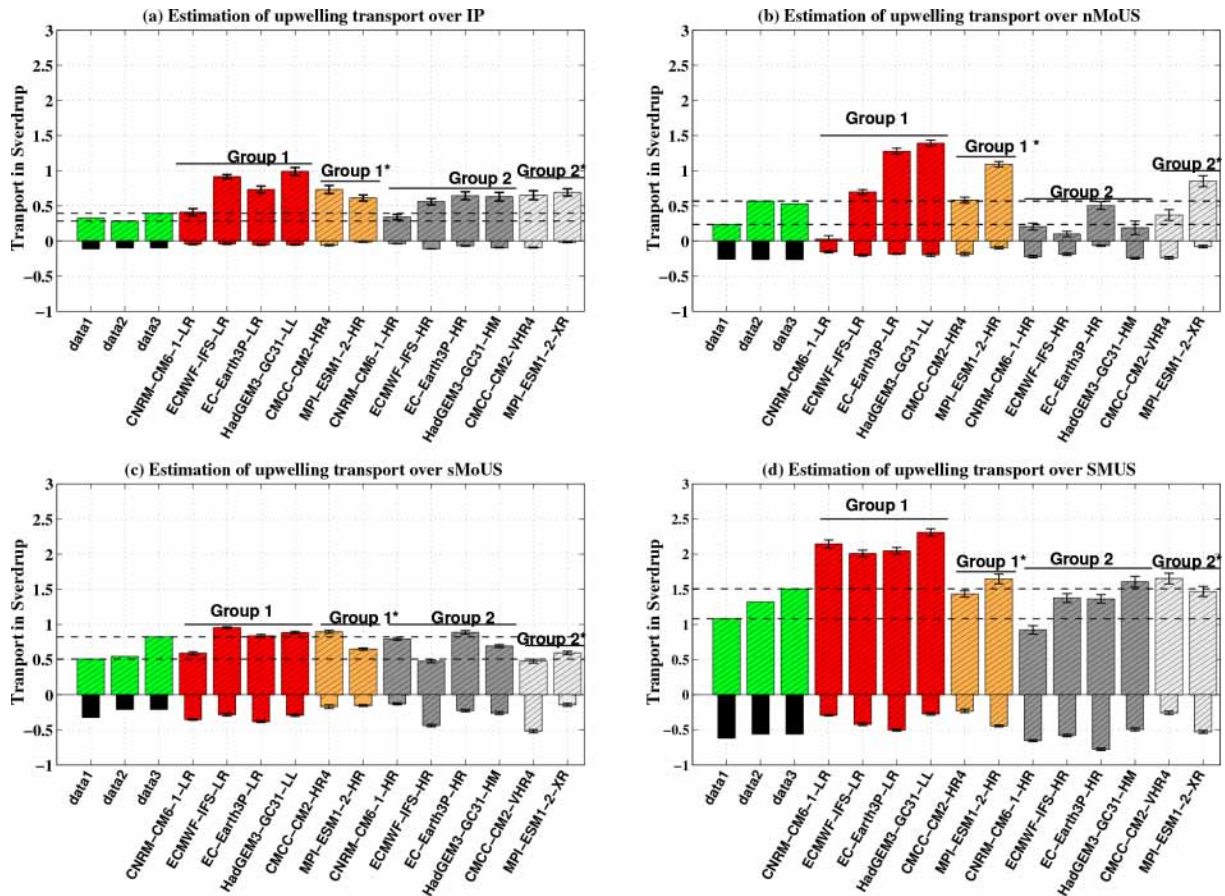 (a) Estimation of upwelling transport over IP
Tranport in Sverdrup
3
2.5
2
1.5
1
0.5
0
−0.5
−1
Group 1
Group 1*
Group 2
Group 2*
data1
data2
data3
CNRM−CM6−1−LR
ECMWF−IFS−LR
EC−Earth3P−LR
HadGEM3−GC31−LL
CMCC−CM2−HR4
MPI−ESM1−2−HR
CNRM−CM6−1−HR
ECMWF−IFS−HR
EC−Earth3P−HR
HadGEM3−GC31−HM
CMCC−CM2−VHR4
MPI−ESM1−2−XR
(b) Estimation of upwelling transport over nMoUS
Tranport in Sverdrup
3
2.5
2
1.5
1
0.5
0
−0.5
−1
Group 1
Group 1 *
Group 2
Group 2*
data1
data2
data3
CNRM−CM6−1−LR
ECMWF−IFS−LR
EC−Earth3P−LR
HadGEM3−GC31−LL
CMCC−CM2−HR4
MPI−ESM1−2−HR
CNRM−CM6−1−HR
ECMWF−IFS−HR
EC−Earth3P−HR
HadGEM3−GC31−HM
CMCC−CM2−VHR4
MPI−ESM1−2−XR
(c) Estimation of upwelling transport over sMoUS
Tranport in Sverdrup
3
2.5
2
1.5
1
0.5
0
−0.5
−1
Group 1
Group 1*
Group 2
Group 2*
data1
data2
data3
CNRM−CM6−1−LR
ECMWF−IFS−LR
EC−Earth3P−LR
HadGEM3−GC31−LL
CMCC−CM2−HR4
MPI−ESM1−2−HR
CNRM−CM6−1−HR
ECMWF−IFS−HR
EC−Earth3P−HR
HadGEM3−GC31−HM
CMCC−CM2−VHR4
MPI−ESM1−2−XR
(d) Estimation of upwelling transport over SMUS
Tranport in Sverdrup
3
2.5
2
1.5
1
0.5
0
−0.5
−1
Group 1
Group 1*
Group 2
Group 2*
data1
data2
data3
CNRM−CM6−1−LR
ECMWF−IFS−LR
EC−Earth3P−LR
HadGEM3−GC31−LL
CMCC−CM2−HR4
MPI−ESM1−2−HR
CNRM−CM6−1−HR
ECMWF−IFS−HR
EC−Earth3P−HR
HadGEM3−GC31−HM
CMCC−CM2−VHR4
MPI−ESM1−2−XR